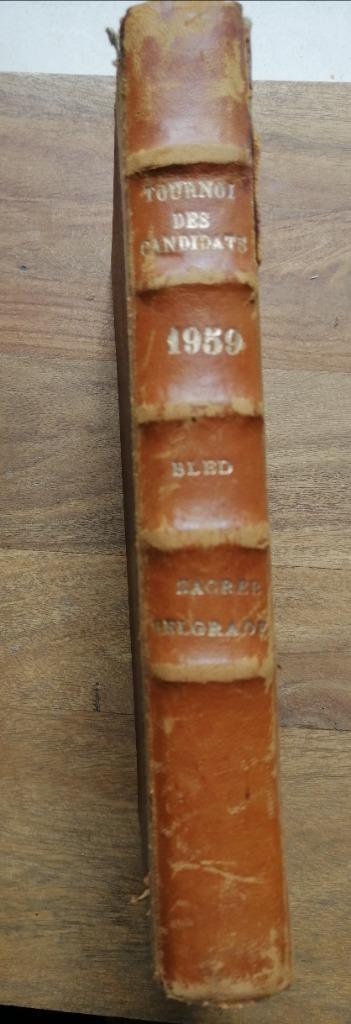 TOURNOI
DES
CANDIDATS
1959
BLED
ZAGREB
BELGRADE